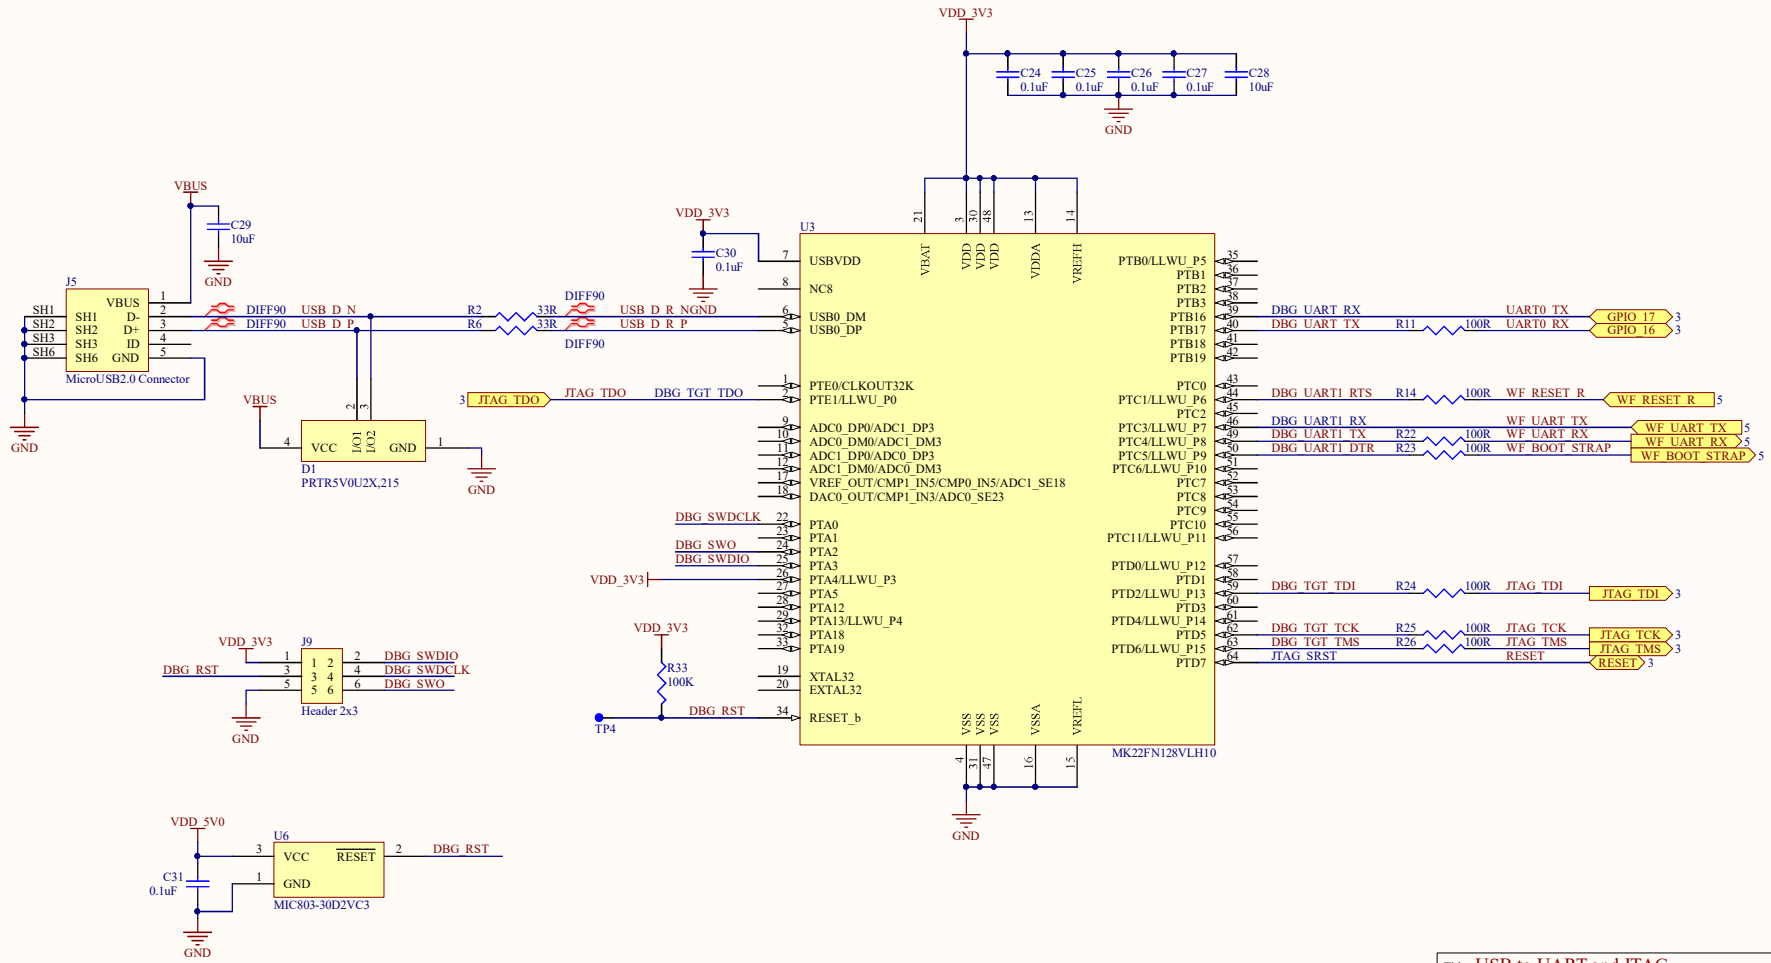 VDD_3V3
C24
0.1uF
C25
0.1uF
C26
0.1uF
C27
0.1uF
C28
10uF
GND
VBUS
C29
10uF
GND
J5
SH1
SH2
SH3
SH6
SH1 VBUS 1
SH2 D- 2
SH3 D+ 3
SH6 ID 4
GND 5
MicroUSB2.0 Connector
GND
DIFF90 USB_D_N
DIFF90 USB_D_P
R2 33R
R6 33R
DIFF90
USB_D_R_N
USB_D_R_P
DIFF90
VDD_3V3
C30
0.1uF
GND
VBUS
4 VCC I/O1 I/O2 GND 1
2 3
D1
PRTR5V0U2X,215
GND
3 JTAG_TDO JTAG_TDO DBG_TGT_TDO
U3
21 3 30 48 13 14
VBAT VDD VDD VDD VDDA VREFH
7 USBVDD
8 NC8
6 USB0_DM
5 USB0_DP
1 PTE0/CLKOUT32K
2 PTE1/LLWU_P0
9 ADC0_DP0/ADC1_DP3
10 ADC0_DM0/ADC1_DM3
11 ADC1_DP0/ADC0_DP3
12 ADC1_DM0/ADC0_DM3
17 VREF_OUT/CMP1_IN5/CMP0_IN5/ADC1_SE18
18 DAC0_OUT/CMP1_IN3/ADC0_SE23
DBG_SWDCLK 22 PTA0
23 PTA1
DBG_SWO 24 PTA2
DBG_SWDIO 25 PTA3
VDD_3V3 26 PTA4/LLWU_P3
27 PTA5
28 PTA12
29 PTA13/LLWU_P4
32 PTA18
33 PTA19
19 XTAL32
20 EXTAL32
34 RESET_b
VDD_3V3
R33
100K
DBG_RST
TP4
VSS VSS VSS VSSA VREFL
4 31 47 16 15
GND
MK22FN128VLH10
PTB0/LLWU_P5 35
PTB1 36
PTB2 37
PTB3 38
PTB16 39 DBG_UART_RX UART0_TX GPIO_17 3
PTB17 40 DBG_UART_TX R11 100R UART0_RX GPIO_16 3
PTB18 41
PTB19 42
PTC0 43
PTC1/LLWU_P6 44 DBG_UART1_RTS R14 100R WF_RESET_R WF_RESET_R 5
PTC2 45
PTC3/LLWU_P7 46 DBG_UART1_RX WF_UART_TX WF_UART_TX 5
PTC4/LLWU_P8 49 DBG_UART1_TX R22 100R WF_UART_RX WF_UART_RX 5
PTC5/LLWU_P9 50 DBG_UART1_DTR R23 100R WF_BOOT_STRAP WF_BOOT_STRAP 5
PTC6/LLWU_P10 51
PTC7 52
PTC8 53
PTC9 54
PTC10 55
PTC11/LLWU_P11 56
PTD0/LLWU_P12 57
PTD1 58
PTD2/LLWU_P13 59 DBG_TGT_TDI R24 100R JTAG_TDI JTAG_TDI 3
PTD3 60
PTD4/LLWU_P14 61
PTD5 62 DBG_TGT_TCK R25 100R JTAG_TCK JTAG_TCK 3
PTD6/LLWU_P15 63 DBG_TGT_TMS R26 100R JTAG_TMS JTAG_TMS 3
PTD7 64 JTAG_SRST RESET RESET 3
VDD_3V3
J9
1 1 2 2 DBG_SWDIO
DBG_RST 3 3 4 4 DBG_SWDCLK
5 5 6 6 DBG_SWO
Header 2x3
GND
VDD_5V0
U6
3 VCC RESET 2 DBG_RST
1 GND
C31
0.1uF
MIC803-30D2VC3
GND
USB to UART and JTAG